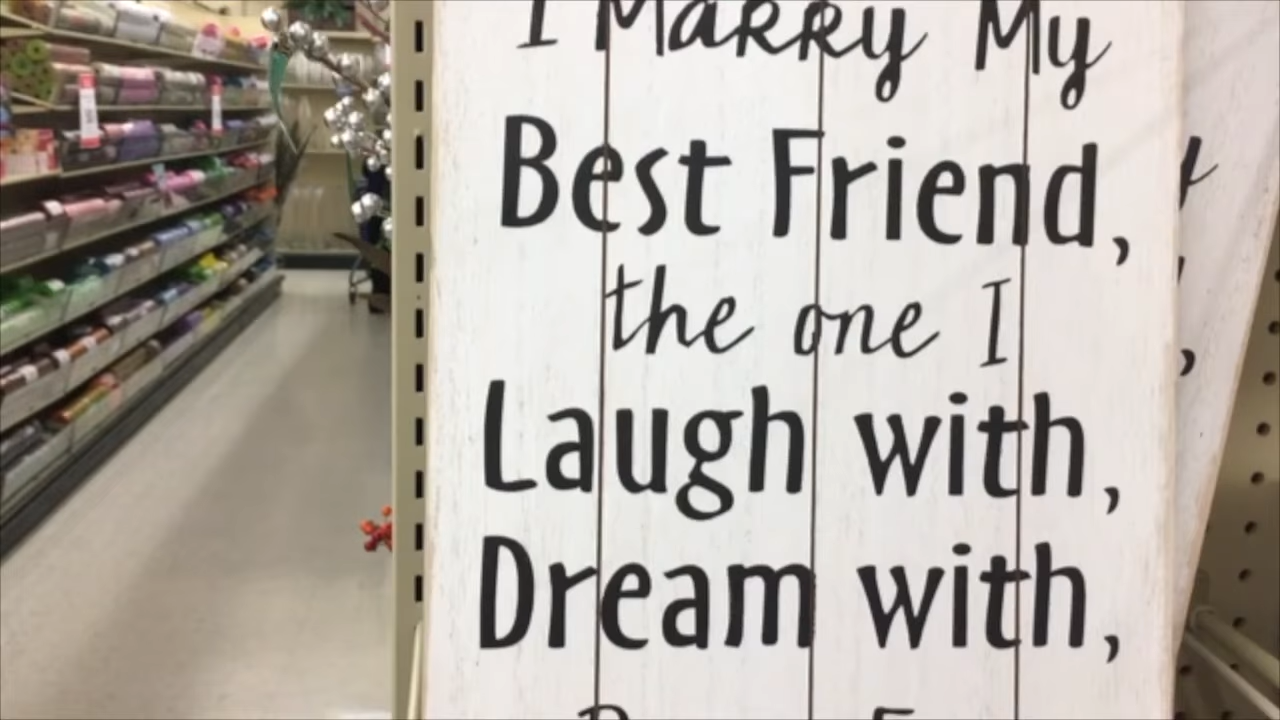 I Marry My
Best Friend,
the one I
Laugh with,
Dream with,